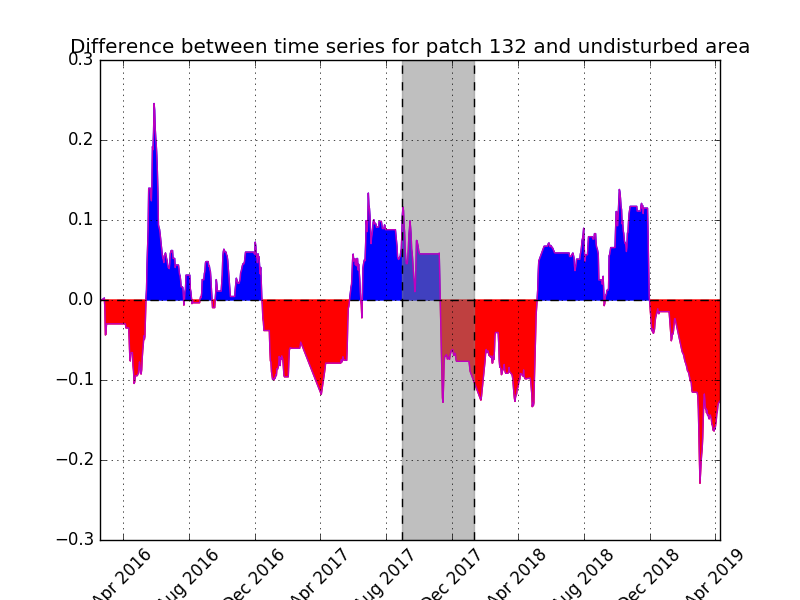 Difference between time series for patch 132 and undisturbed area
0.3
0.2
0.1
0.0
−0.1
−0.2
−0.3
Apr 2016
Aug 2016
Dec 2016
Apr 2017
Aug 2017
Dec 2017
Apr 2018
Aug 2018
Dec 2018
Apr 2019